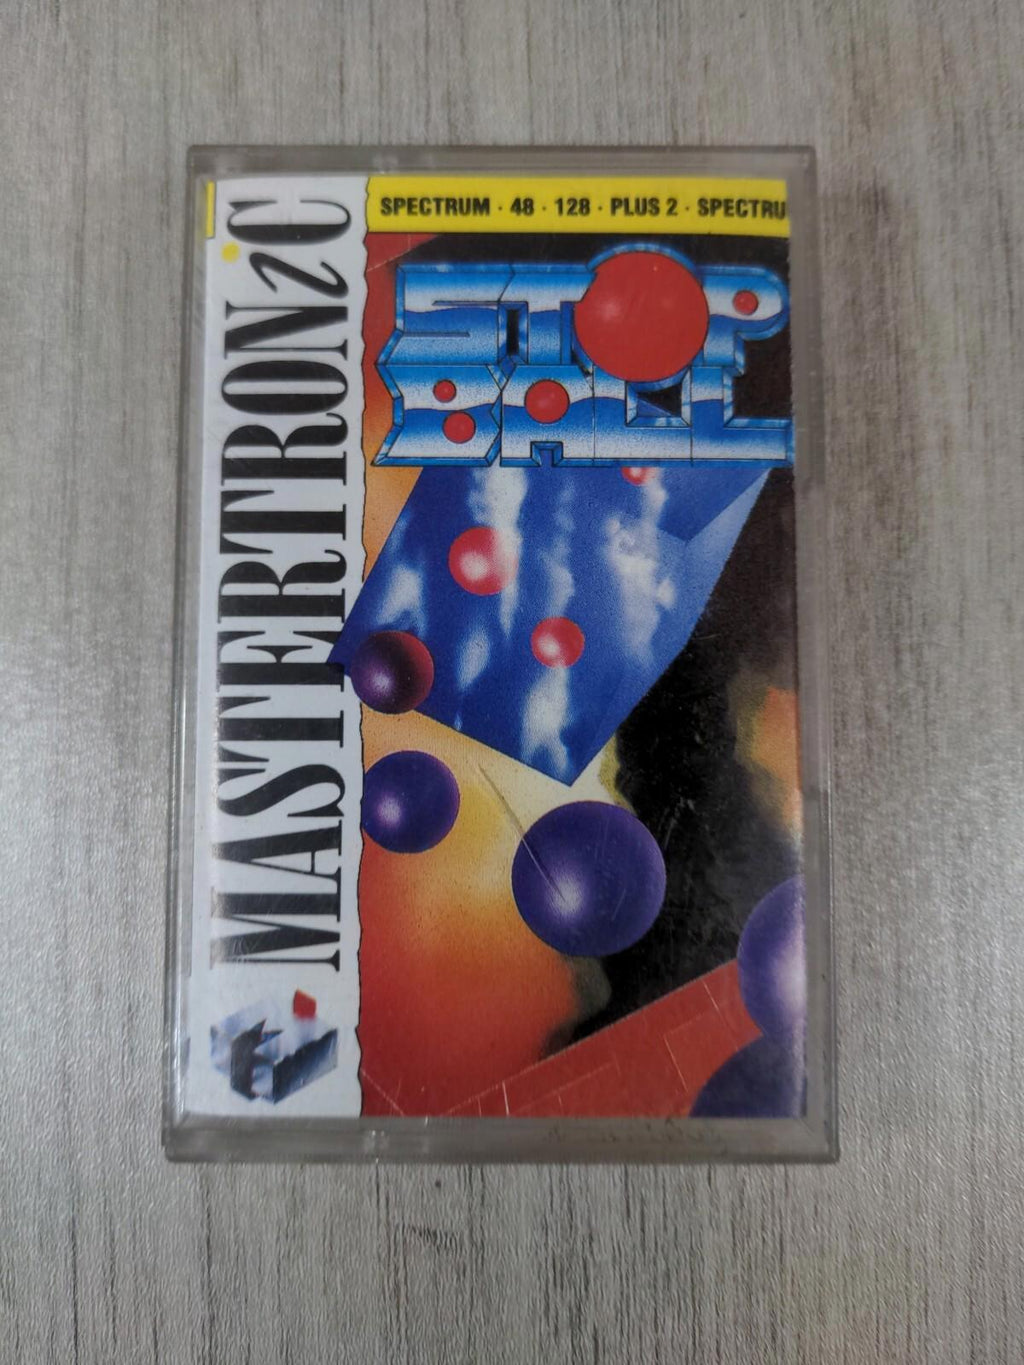 SPECTRUM · 48 · 128 · PLUS 2 · SPECTRU
MASTERTRONiC
STOP
BALL